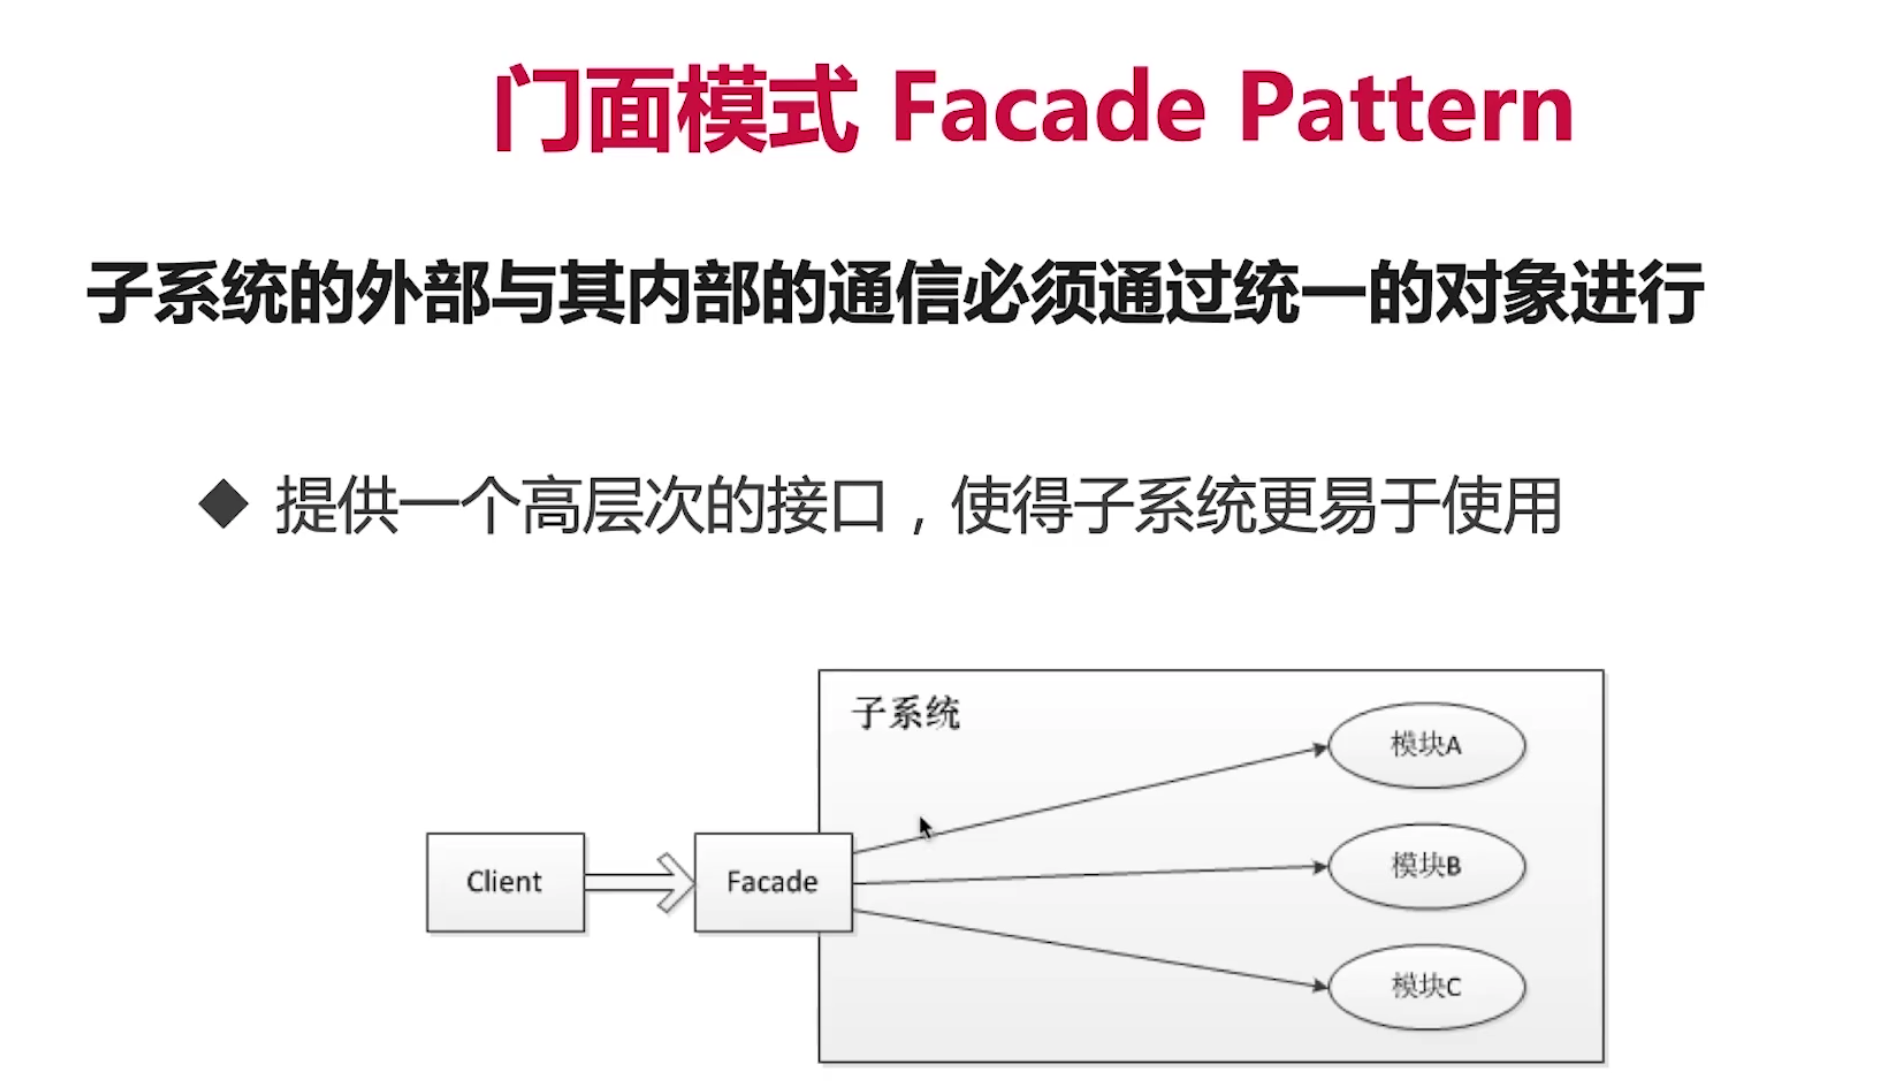 门面模式 Facade Pattern
子系统的外部与其内部的通信必须通过统一的对象进行
提供一个高层次的接口，使得子系统更易于使用
子系统
模块A
Client
Facade
模块B
模块C